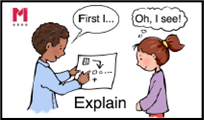 M
First I...
Oh, I see!
Explain